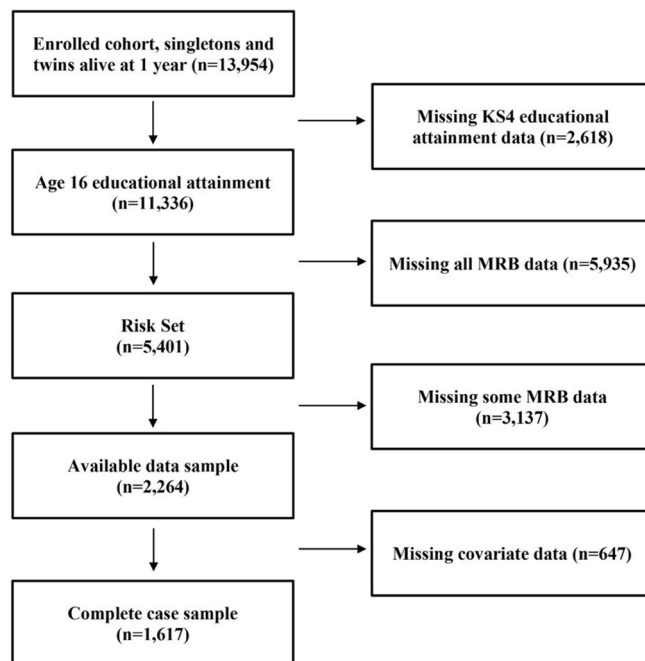 Enrolled cohort, singletons and
twins alive at 1 year (n=13,954)
Missing KS4 educational
attainment data (n=2,618)
Age 16 educational attainment
(n=11,336)
Missing all MRB data (n=5,935)
Risk Set
(n=5,401)
Missing some MRB data
(n=3,137)
Available data sample
(n=2,264)
Missing covariate data (n=647)
Complete case sample
(n=1,617)